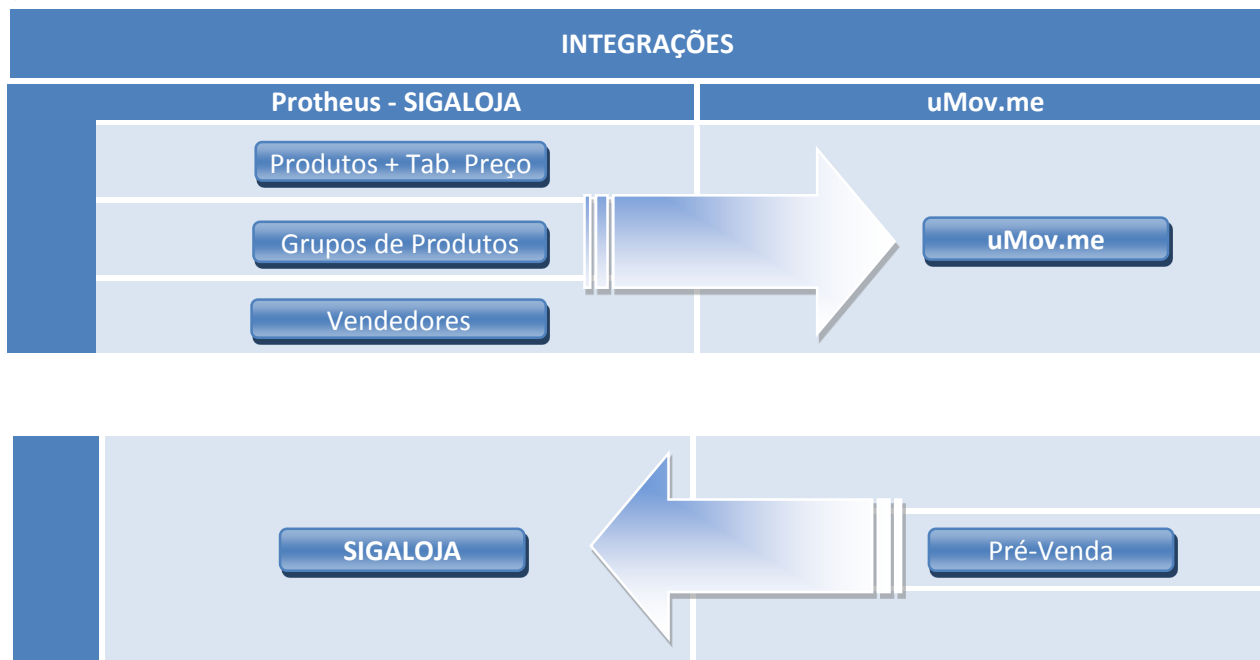 INTEGRAÇÕES
Protheus - SIGALOJA
uMov.me
Produtos + Tab. Preço
Grupos de Produtos
uMov.me
Vendedores
SIGALOJA
Pré-Venda